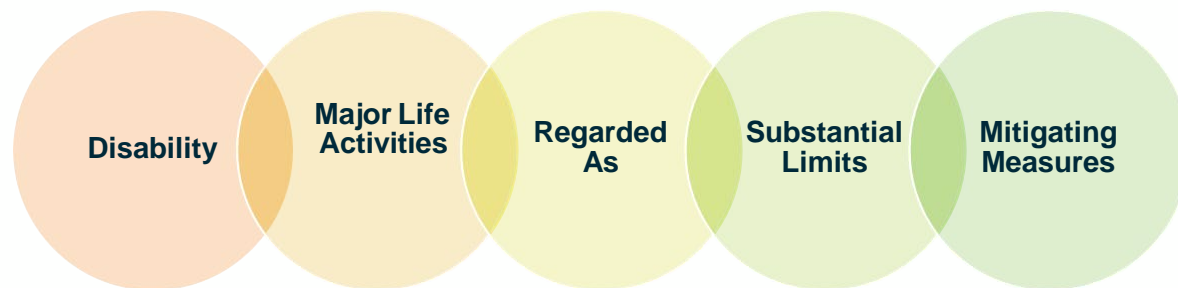 Disability
Major Life
Activities
Regarded
As
Substantial
Limits
Mitigating
Measures